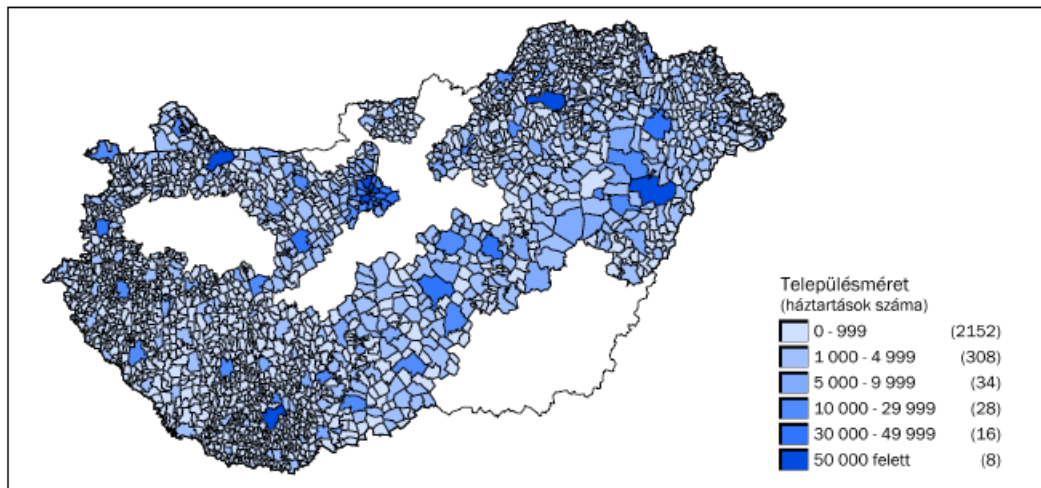 Településméret
(háztartások száma)
0 - 999 (2152)
1 000 - 4 999 (308)
5 000 - 9 999 (34)
10 000 - 29 999 (28)
30 000 - 49 999 (16)
50 000 felett (8)